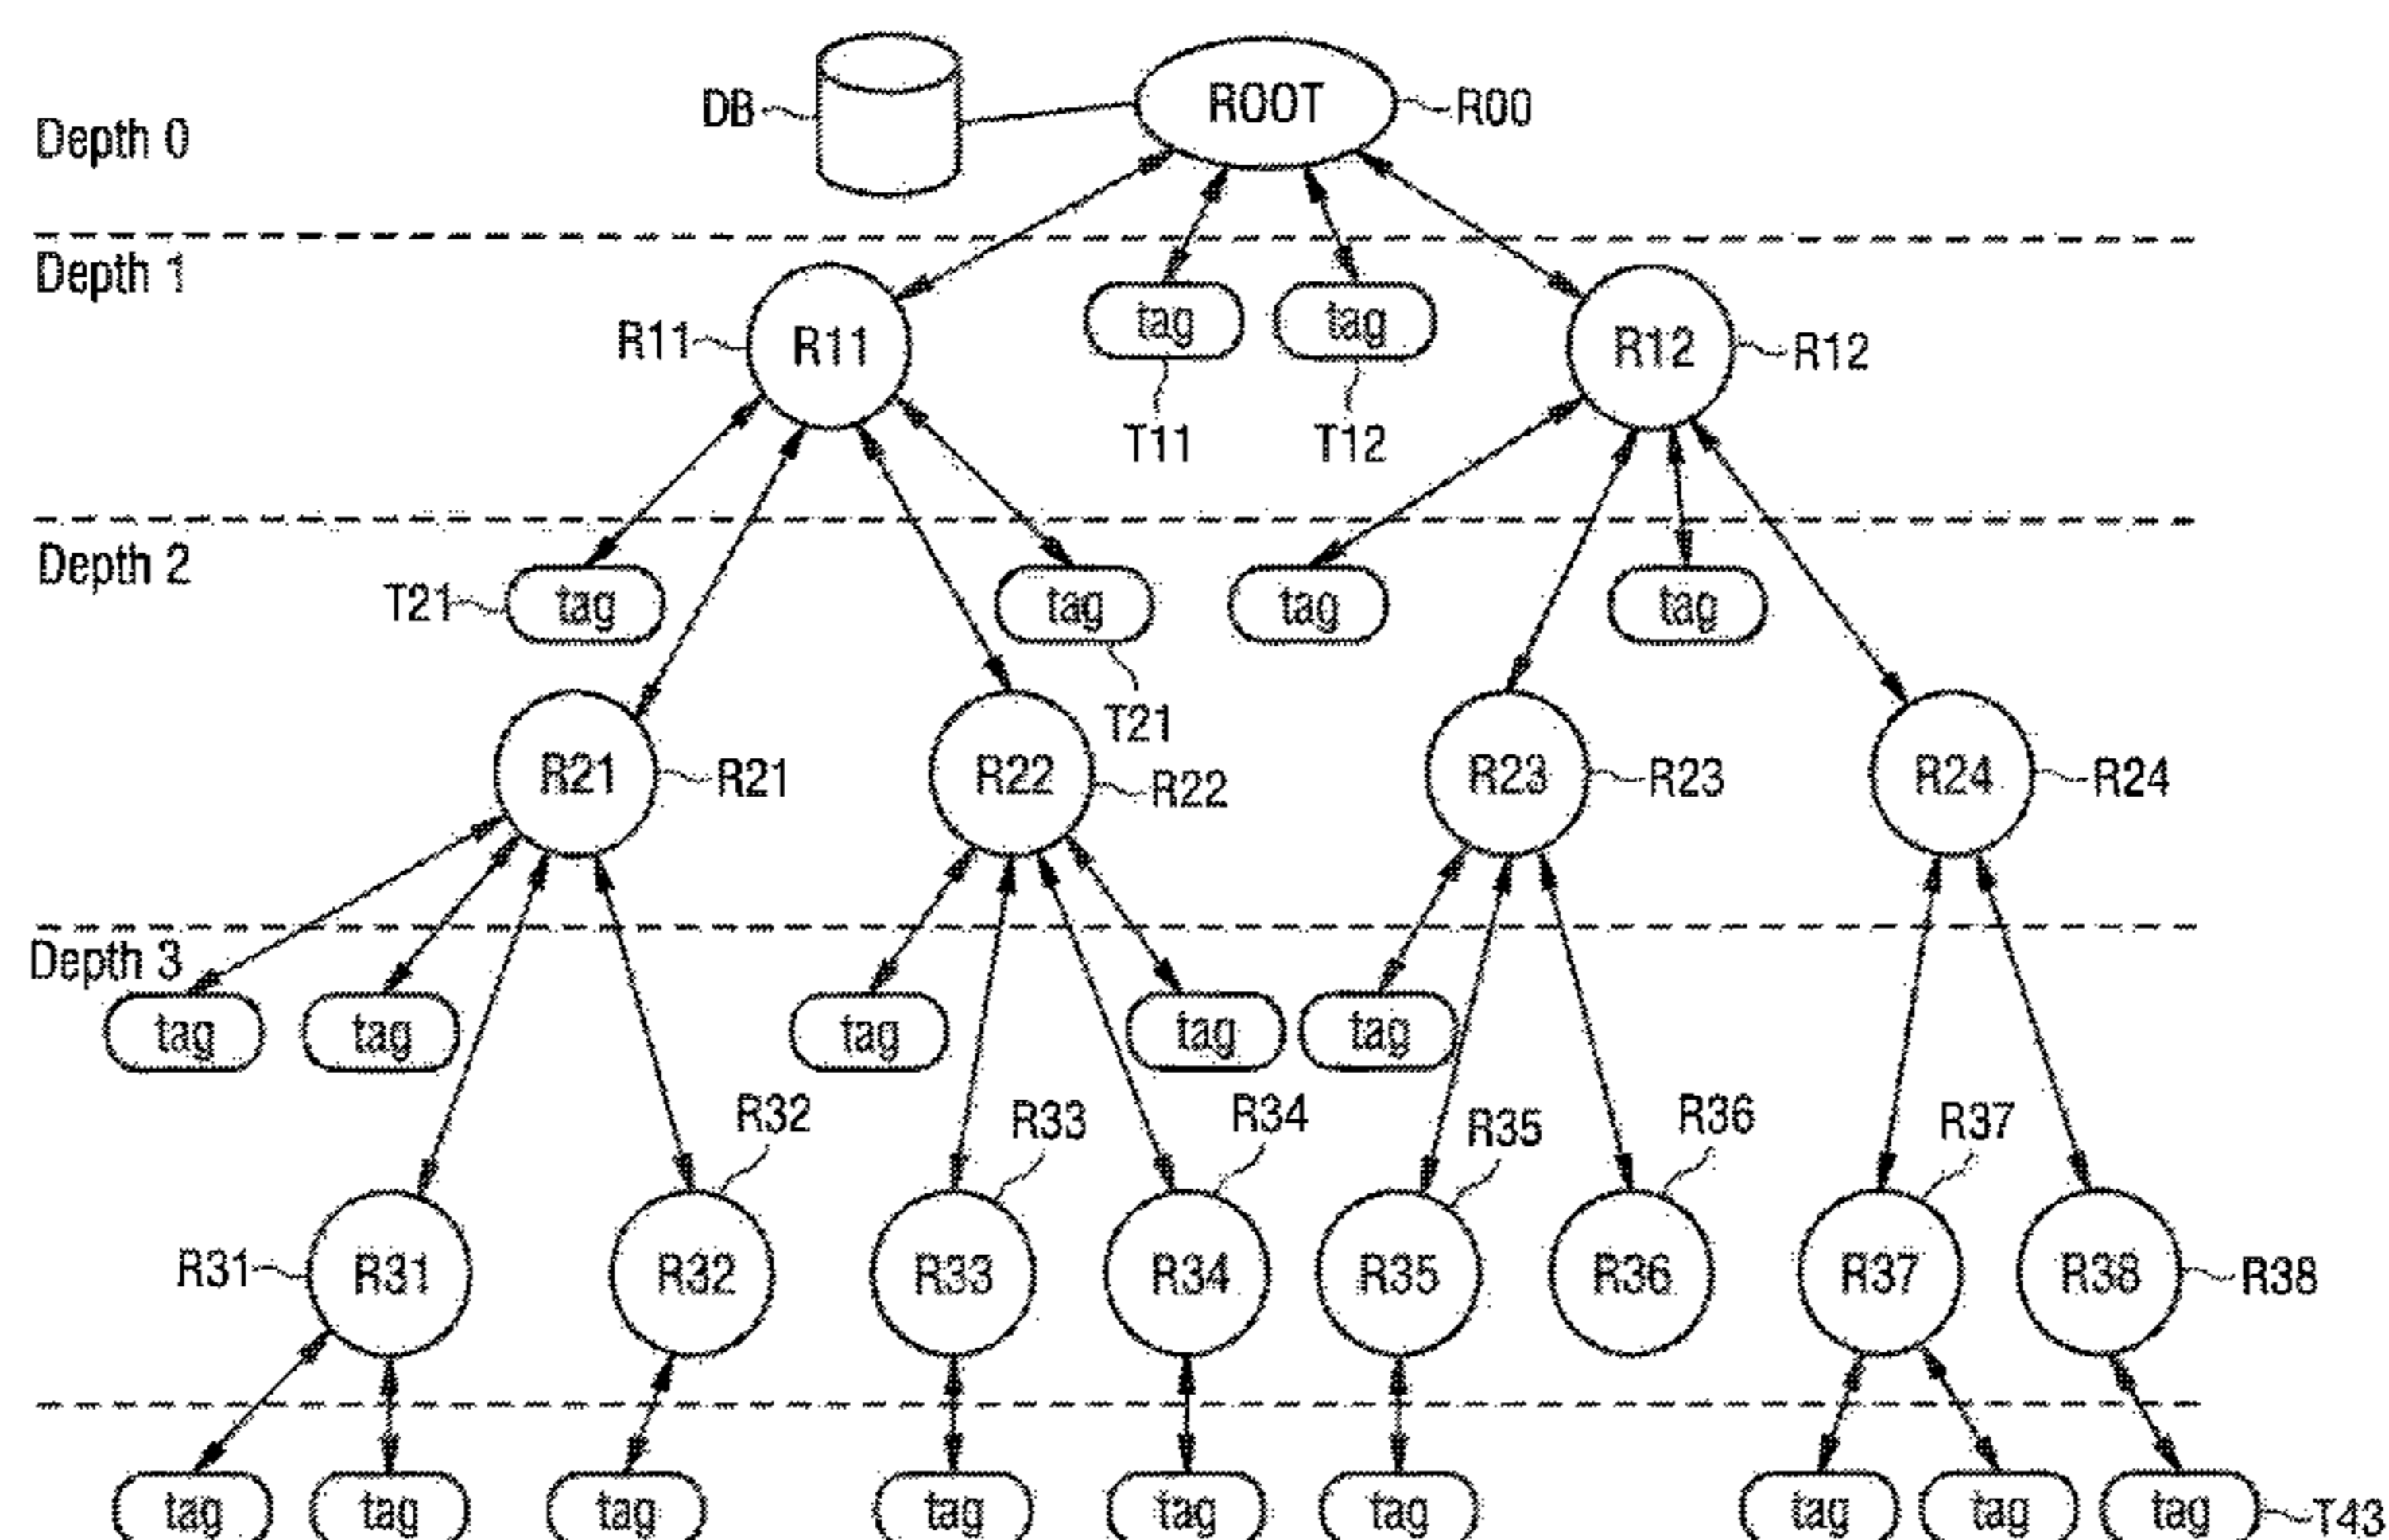 DB ROOT R00
Depth 0
Depth 1
R11 R11 tag tag R12 R12
T11 T12
Depth 2
T21 tag tag tag tag
T21
R21 R21 R22 R22 R23 R23 R24 R24
Depth 3
tag tag tag tag tag
R32 R33 R34 R35 R36 R37
R31 R31 R32 R33 R34 R35 R36 R37 R38 R38
tag tag tag tag tag tag tag tag tag T43